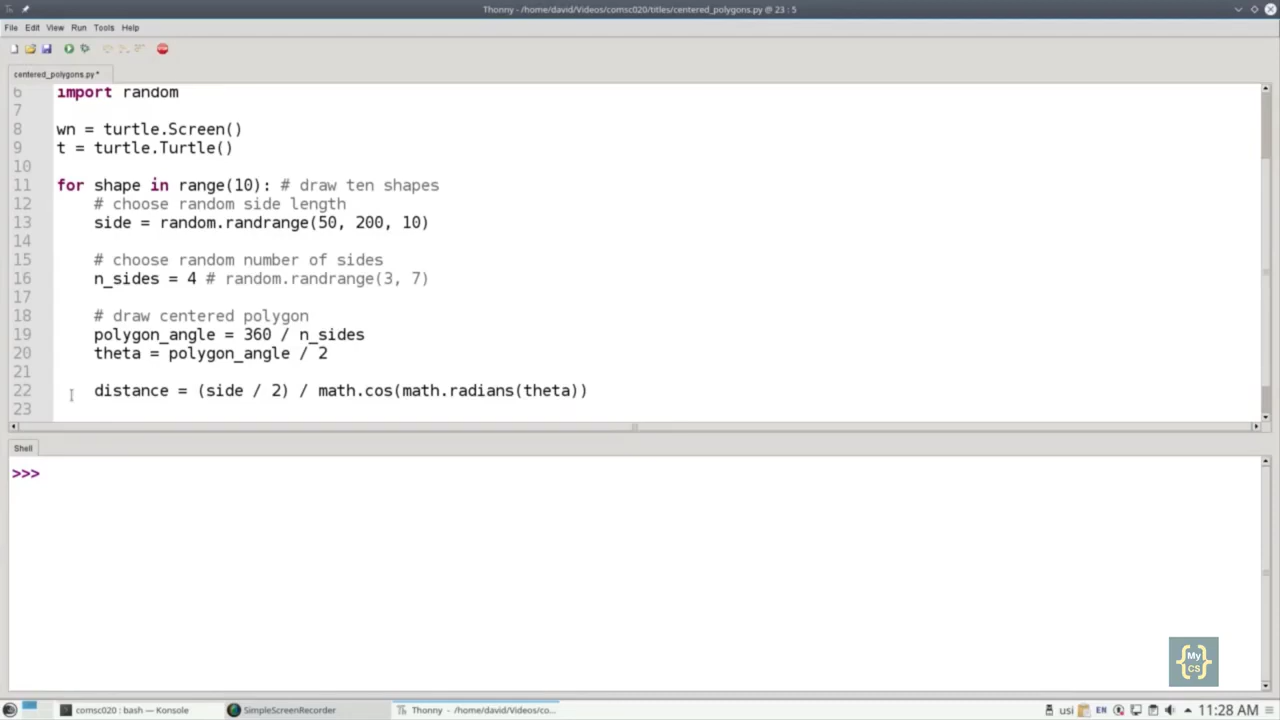 Thonny - /home/david/Videos/comsc020/titles/centered_polygons.py @ 23 : 5
File Edit View Run Tools Help
centered_polygons.py *
6 import random
7
8 wn = turtle.Screen()
9 t = turtle.Turtle()
10
11 for shape in range(10): # draw ten shapes
12 # choose random side length
13 side = random.randrange(50, 200, 10)
14
15 # choose random number of sides
16 n_sides = 4 # random.randrange(3, 7)
17
18 # draw centered polygon
19 polygon_angle = 360 / n_sides
20 theta = polygon_angle / 2
21
22 distance = (side / 2) / math.cos(math.radians(theta))
23
Shell
>>>
{My CS}
comsc020 : bash — Konsole SimpleScreenRecorder Thonny - /home/david/Videos/co... usi EN 11:28 AM